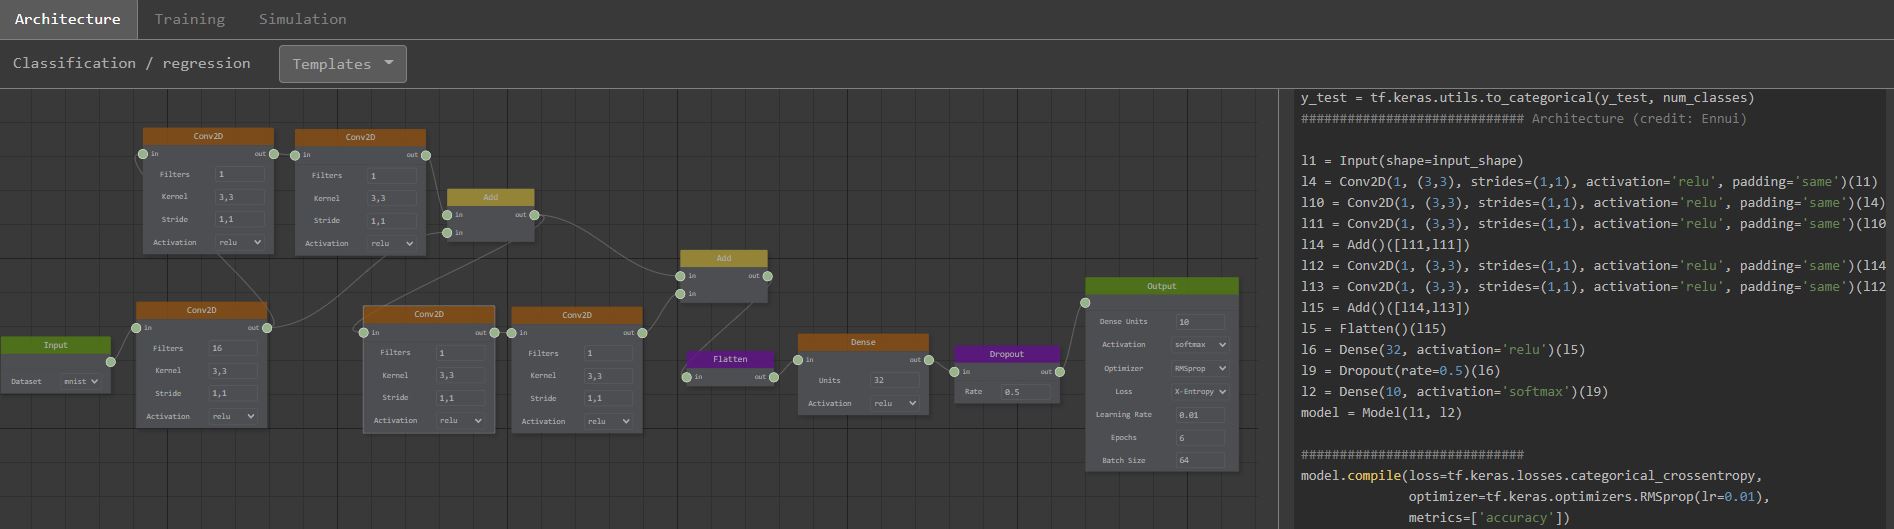 Architecture Training Simulation
Classification / regression Templates
Conv2D
in out
Filters 1
Kernel 3,3
Stride 1,1
Activation relu
Conv2D
in out
Filters 1
Kernel 3,3
Stride 1,1
Activation relu
Add
in out
in
Add
in out
in
Input
Dataset mnist
Conv2D
in out
Filters 16
Kernel 3,3
Stride 1,1
Activation relu
Conv2D
in out
Filters 1
Kernel 3,3
Stride 1,1
Activation relu
Conv2D
in out
Filters 1
Kernel 3,3
Stride 1,1
Activation relu
Flatten
in out
Dense
in out
Units 32
Activation relu
Dropout
in out
Rate 0.5
Output
Dense Units 10
Activation softmax
Optimizer RMSprop
Loss X-Entropy
Learning Rate 0.01
Epochs 6
Batch Size 64
y_test = tf.keras.utils.to_categorical(y_test, num_classes)
############################# Architecture (credit: Ennui)
l1 = Input(shape=input_shape)
l4 = Conv2D(1, (3,3), strides=(1,1), activation='relu', padding='same')(l1)
l10 = Conv2D(1, (3,3), strides=(1,1), activation='relu', padding='same')(l4)
l11 = Conv2D(1, (3,3), strides=(1,1), activation='relu', padding='same')(l10
l14 = Add()([l11,l11])
l12 = Conv2D(1, (3,3), strides=(1,1), activation='relu', padding='same')(l14
l13 = Conv2D(1, (3,3), strides=(1,1), activation='relu', padding='same')(l12
l15 = Add()([l14,l13])
l5 = Flatten()(l15)
l6 = Dense(32, activation='relu')(l5)
l9 = Dropout(rate=0.5)(l6)
l2 = Dense(10, activation='softmax')(l9)
model = Model(l1, l2)
#############################
model.compile(loss=tf.keras.losses.categorical_crossentropy,
optimizer=tf.keras.optimizers.RMSprop(lr=0.01),
metrics=['accuracy'])